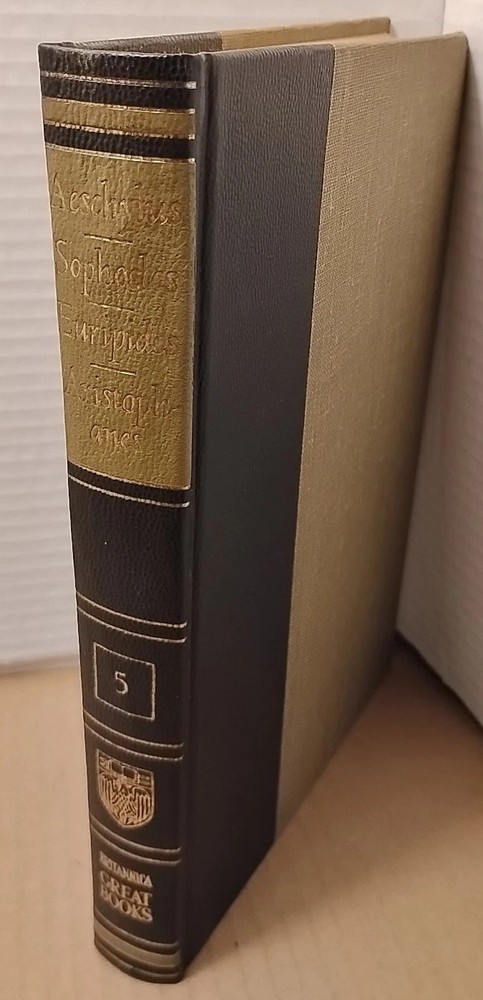 Aeschylus
Sophocles
Euripides
Aristoph-
anes
5
BRITANNICA
GREAT
BOOKS